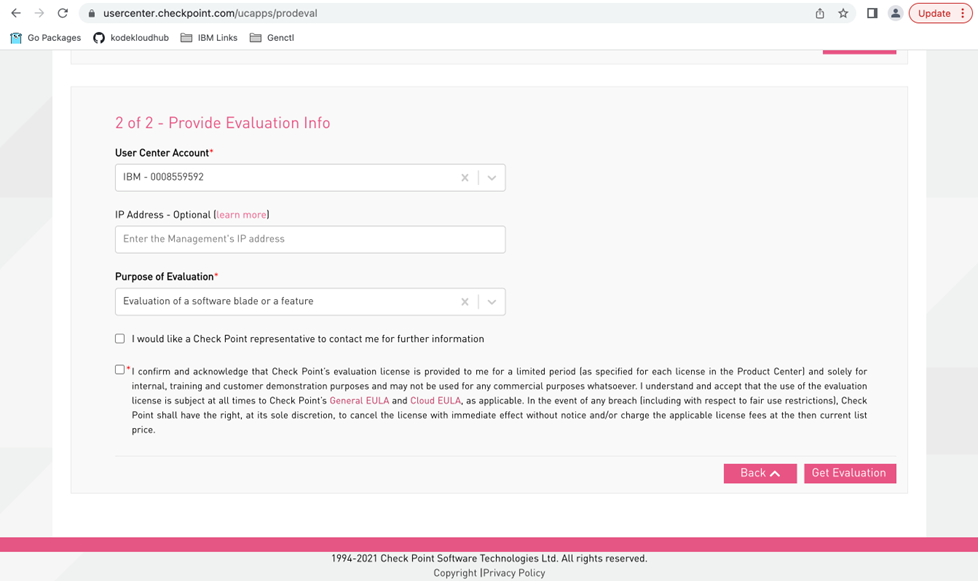 usercenter.checkpoint.com/ucapps/prodeval
Update
Go Packages kodekloudhub IBM Links Genctl
2 of 2 - Provide Evaluation Info
User Center Account*
IBM - 0008559592
IP Address - Optional (learn more)
Enter the Management's IP address
Purpose of Evaluation*
Evaluation of a software blade or a feature
I would like a Check Point representative to contact me for further information
*I confirm and acknowledge that Check Point's evaluation license is provided to me for a limited period (as specified for each license in the Product Center) and solely for
internal, training and customer demonstration purposes and may not be used for any commercial purposes whatsoever. I understand and accept that the use of the evaluation
license is subject at all times to Check Point's General EULA and Cloud EULA, as applicable. In the event of any breach (including with respect to fair use restrictions), Check
Point shall have the right, at its sole discretion, to cancel the license with immediate effect without notice and/or charge the applicable license fees at the then current list
price.
Back Get Evaluation
1994-2021 Check Point Software Technologies Ltd. All rights reserved.
Copyright |Privacy Policy